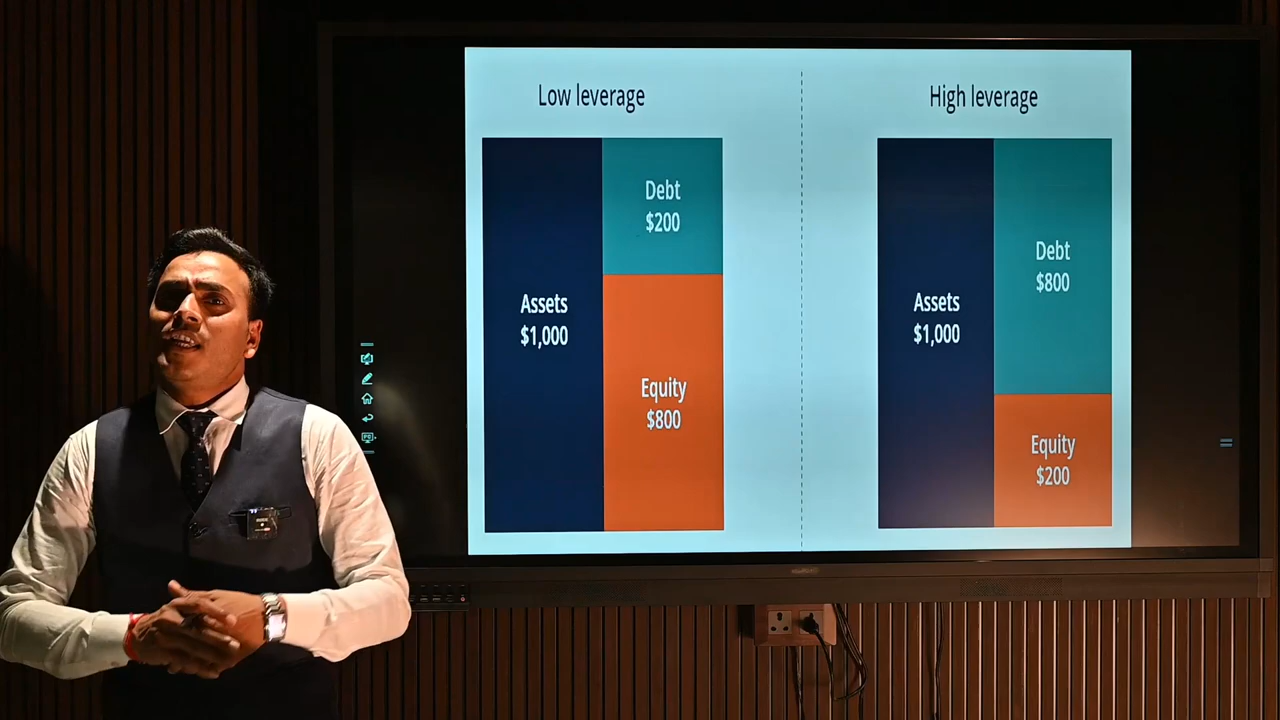 Low leverage
High leverage
Assets
$1,000
Debt
$200
Equity
$800
Assets
$1,000
Debt
$800
Equity
$200